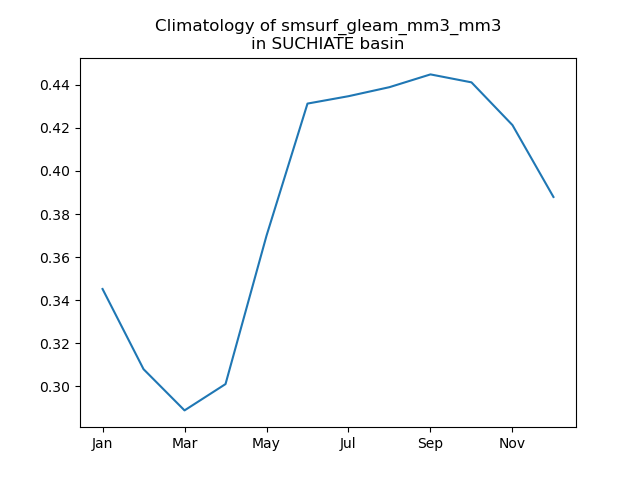 Climatology of smsurf_gleam_mm3_mm3
in SUCHIATE basin
0.44
0.42
0.40
0.38
0.36
0.34
0.32
0.30
Jan Mar May Jul Sep Nov